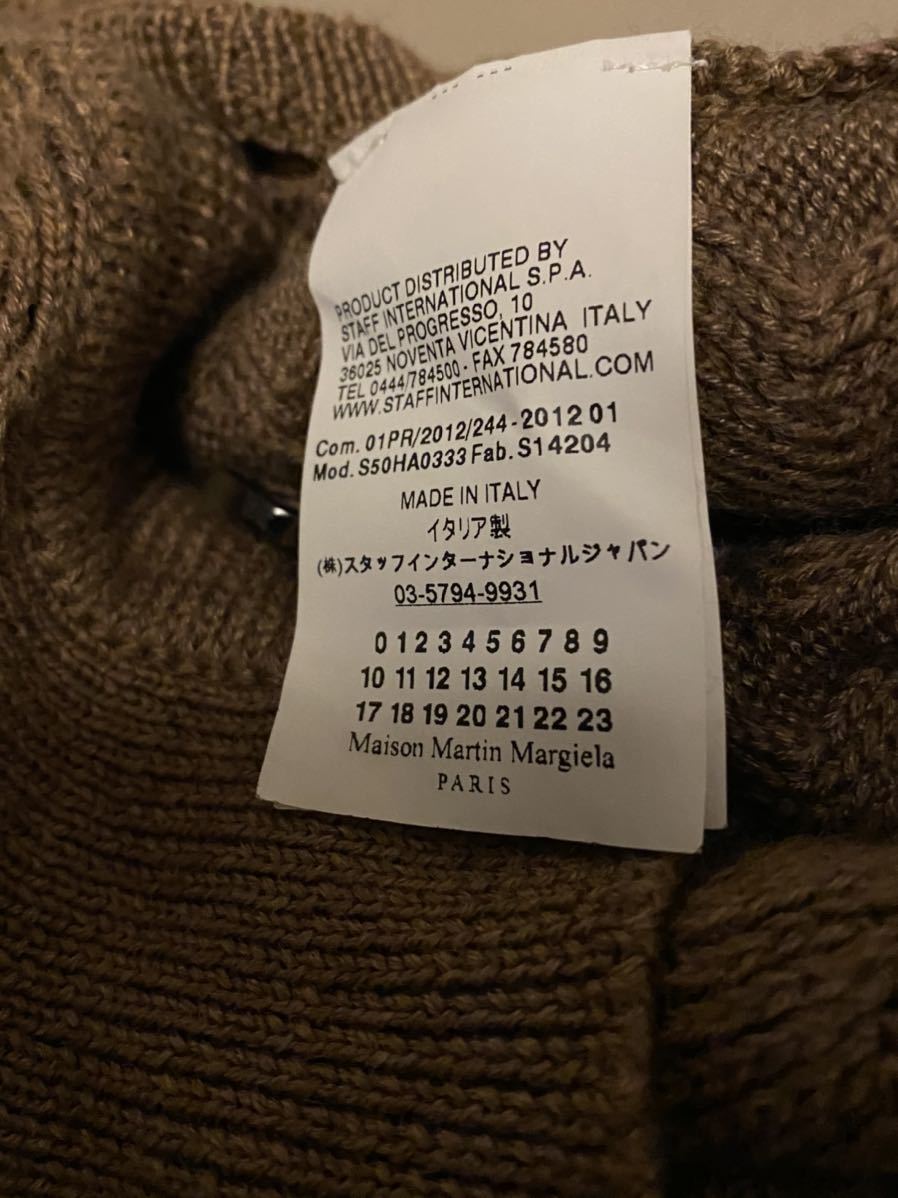 PRODUCT DISTRIBUTED BY
STAFF INTERNATIONAL S.P.A.
VIA DEL PROGRESSO, 10
36025 NOVENTA VICENTINA ITALY
TEL 0444/784500 - FAX 784580
WWW.STAFFINTERNATIONAL.COM
Com. 01PR/2012/244 - 2012 01
Mod. S50HA0333 Fab. S14204
MADE IN ITALY
イタリア製
(株)スタッフインターナショナルジャパン
03-5794-9931
0 1 2 3 4 5 6 7 8 9
10 11 12 13 14 15 16
17 18 19 20 21 22 23
Maison Martin Margiela
PARIS